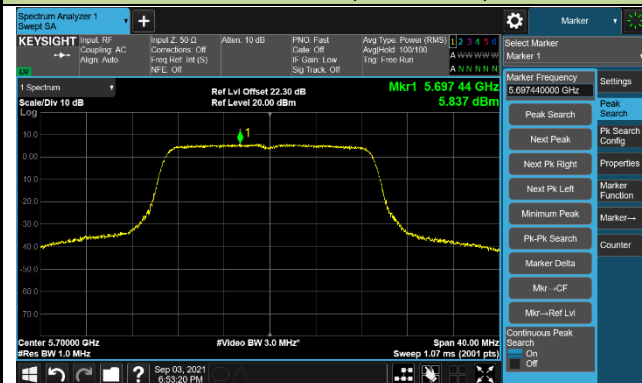 Spectrum Analyzer 1
Swept SA
Marker
KEYSIGHT
Input: RF
Coupling: AC
Align: Auto
Input Z: 50 Ω
Corrections: Off
Freq Ref: Int (S)
NFE: Off
Atten: 10 dB
PNO: Fast
Gate: Off
IF Gain: Low
Sig Track: Off
Avg Type: Power (RMS)
Avg|Hold: 100/100
Trig: Free Run
1 2 3 4 5 6
A W W W W W
A N N N N N
Select Marker
Marker 1
1 Spectrum
Scale/Div 10 dB
Log
Ref Lvl Offset 22.30 dB
Ref Level 20.00 dBm
Mkr1 5.697 44 GHz
5.837 dBm
Marker Frequency
5.697440000 GHz
Settings
Peak Search
Peak
Search
Next Peak
Pk Search
Config
Next Pk Right
Properties
Next Pk Left
Marker
Function
Minimum Peak
Marker→
Pk-Pk Search
Counter
Marker Delta
Mkr→CF
Mkr→Ref Lvl
Continuous Peak
Search
On
Off
1
10.0
0.00
10.0
20.0
30.0
40.0
50.0
60.0
70.0
Center 5.70000 GHz
#Res BW 1.0 MHz
#Video BW 3.0 MHz*
Span 40.00 MHz
Sweep 1.07 ms (2001 pts)
?
Sep 03, 2021
6:53:20 PM